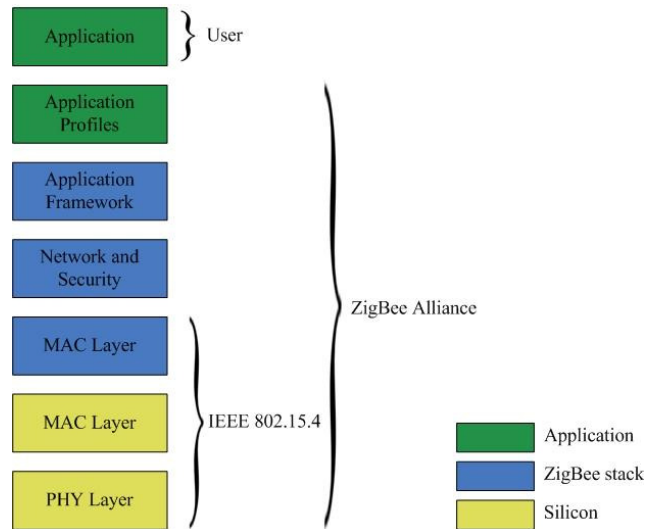 Application
User
Application
Profiles
Application
Framework
Network and
Security
ZigBee Alliance
MAC Layer
MAC Layer
IEEE 802.15.4
PHY Layer
Application
ZigBee stack
Silicon